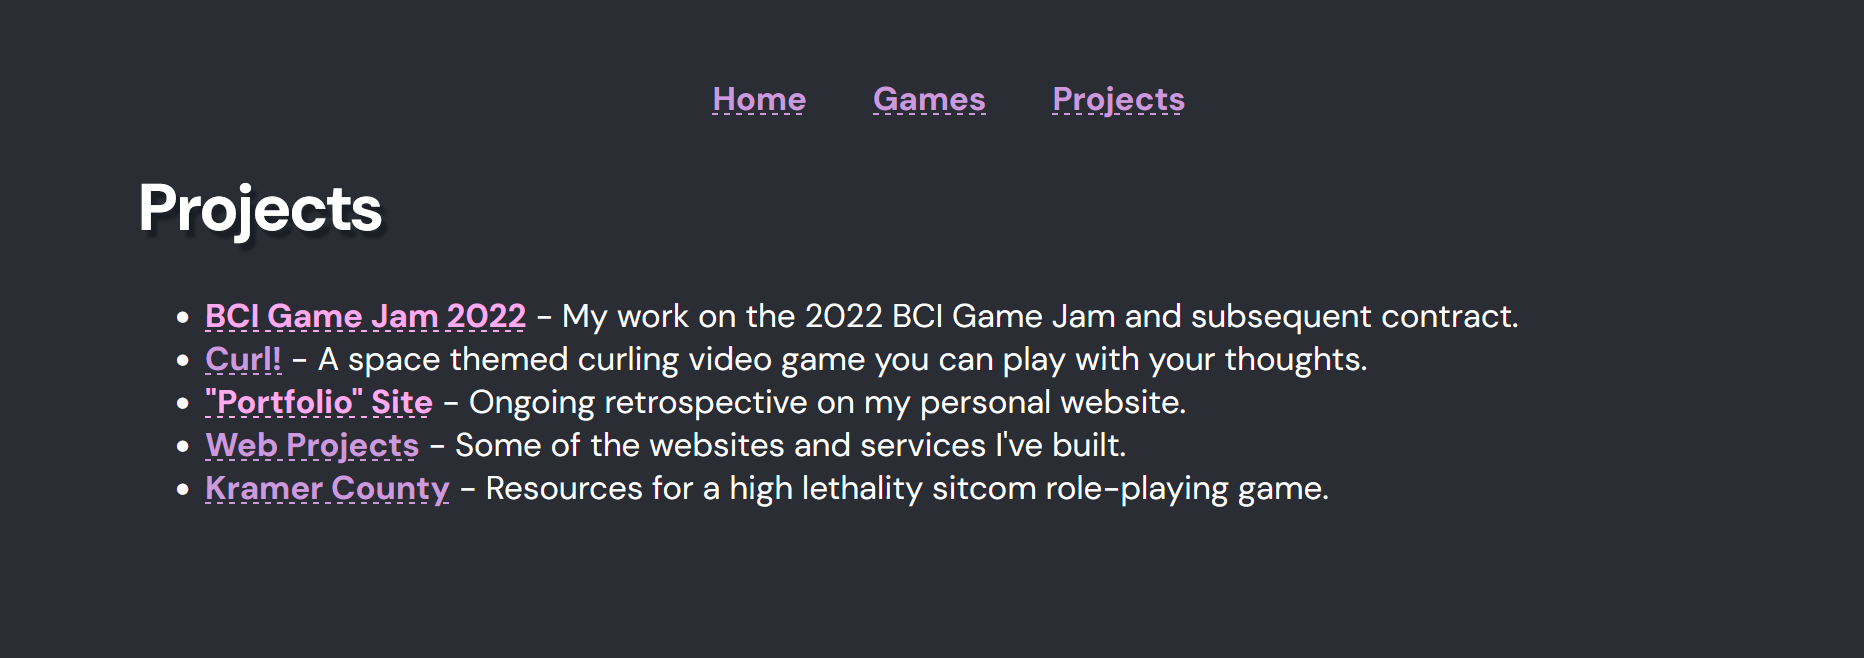 Home Games Projects
Projects
• BCI Game Jam 2022 - My work on the 2022 BCI Game Jam and subsequent contract.
• Curl! - A space themed curling video game you can play with your thoughts.
• "Portfolio" Site - Ongoing retrospective on my personal website.
• Web Projects - Some of the websites and services I've built.
• Kramer County - Resources for a high lethality sitcom role-playing game.